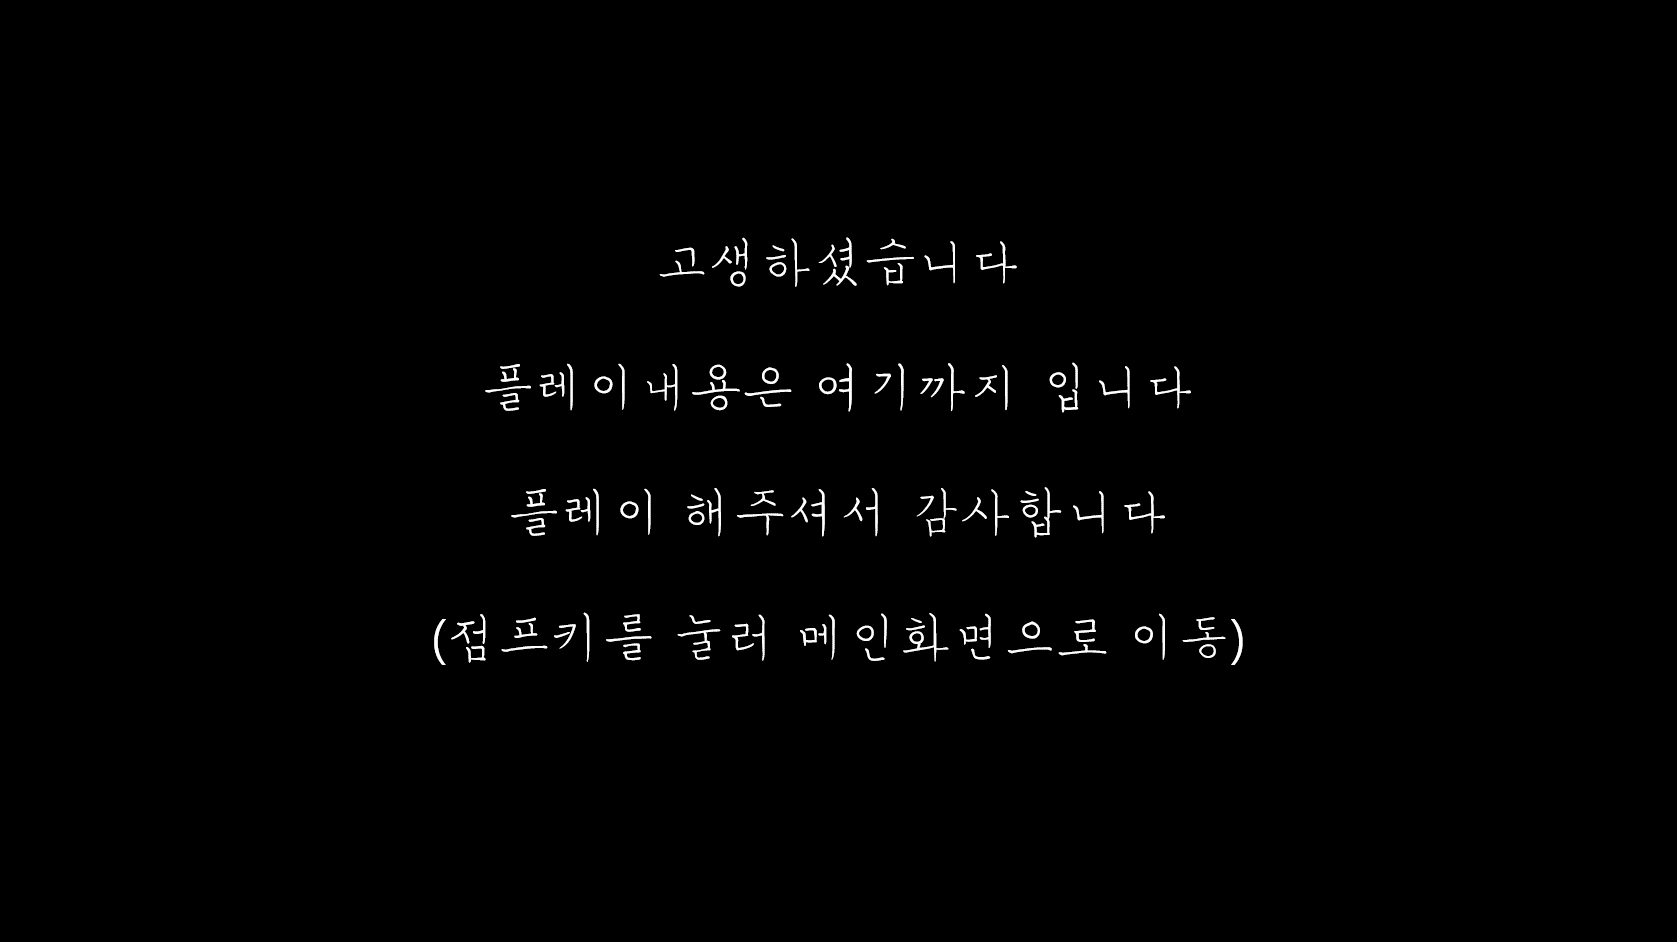 고생하셨습니다
플레이내용은 여기까지 입니다
플레이 해주셔서 감사합니다
(점프키를 눌러 메인화면으로 이동)